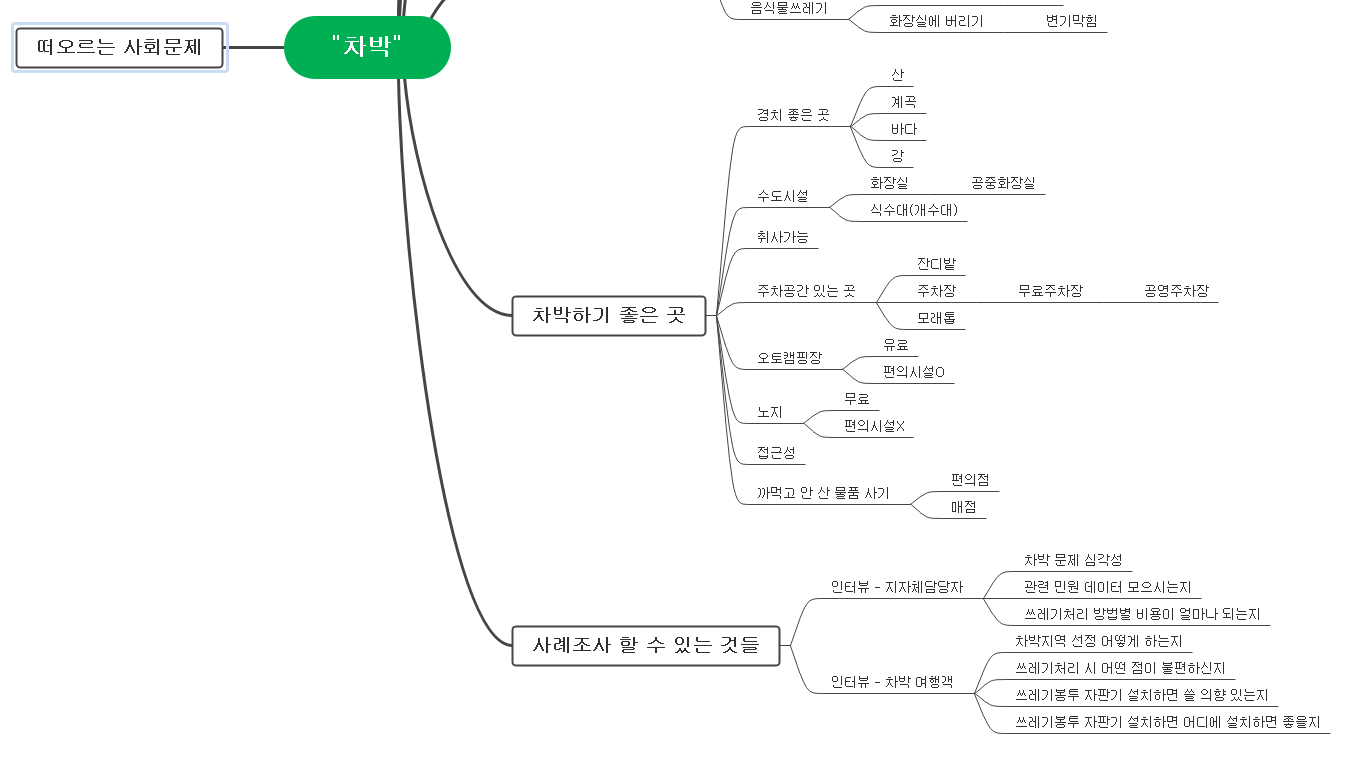 음식물쓰레기
화장실에 버리기
변기막힘
떠오르는 사회문제
"차박"
차박하기 좋은 곳
경치 좋은 곳
산
계곡
바다
강
수도시설
화장실
공중화장실
식수대(개수대)
취사가능
주차공간 있는 곳
잔디밭
주차장
무료주차장
공영주차장
모래톱
오토캠핑장
유료
편의시설O
노지
무료
편의시설X
접근성
까먹고 안 산 물품 사기
편의점
매점
사례조사 할 수 있는 것들
인터뷰 - 지자체담당자
차박 문제 심각성
관련 민원 데이터 모으시는지
쓰레기처리 방법별 비용이 얼마나 되는지
인터뷰 - 차박 여행객
차박지역 선정 어떻게 하는지
쓰레기처리 시 어떤 점이 불편하신지
쓰레기봉투 자판기 설치하면 쓸 의향 있는지
쓰레기봉투 자판기 설치하면 어디에 설치하면 좋을지